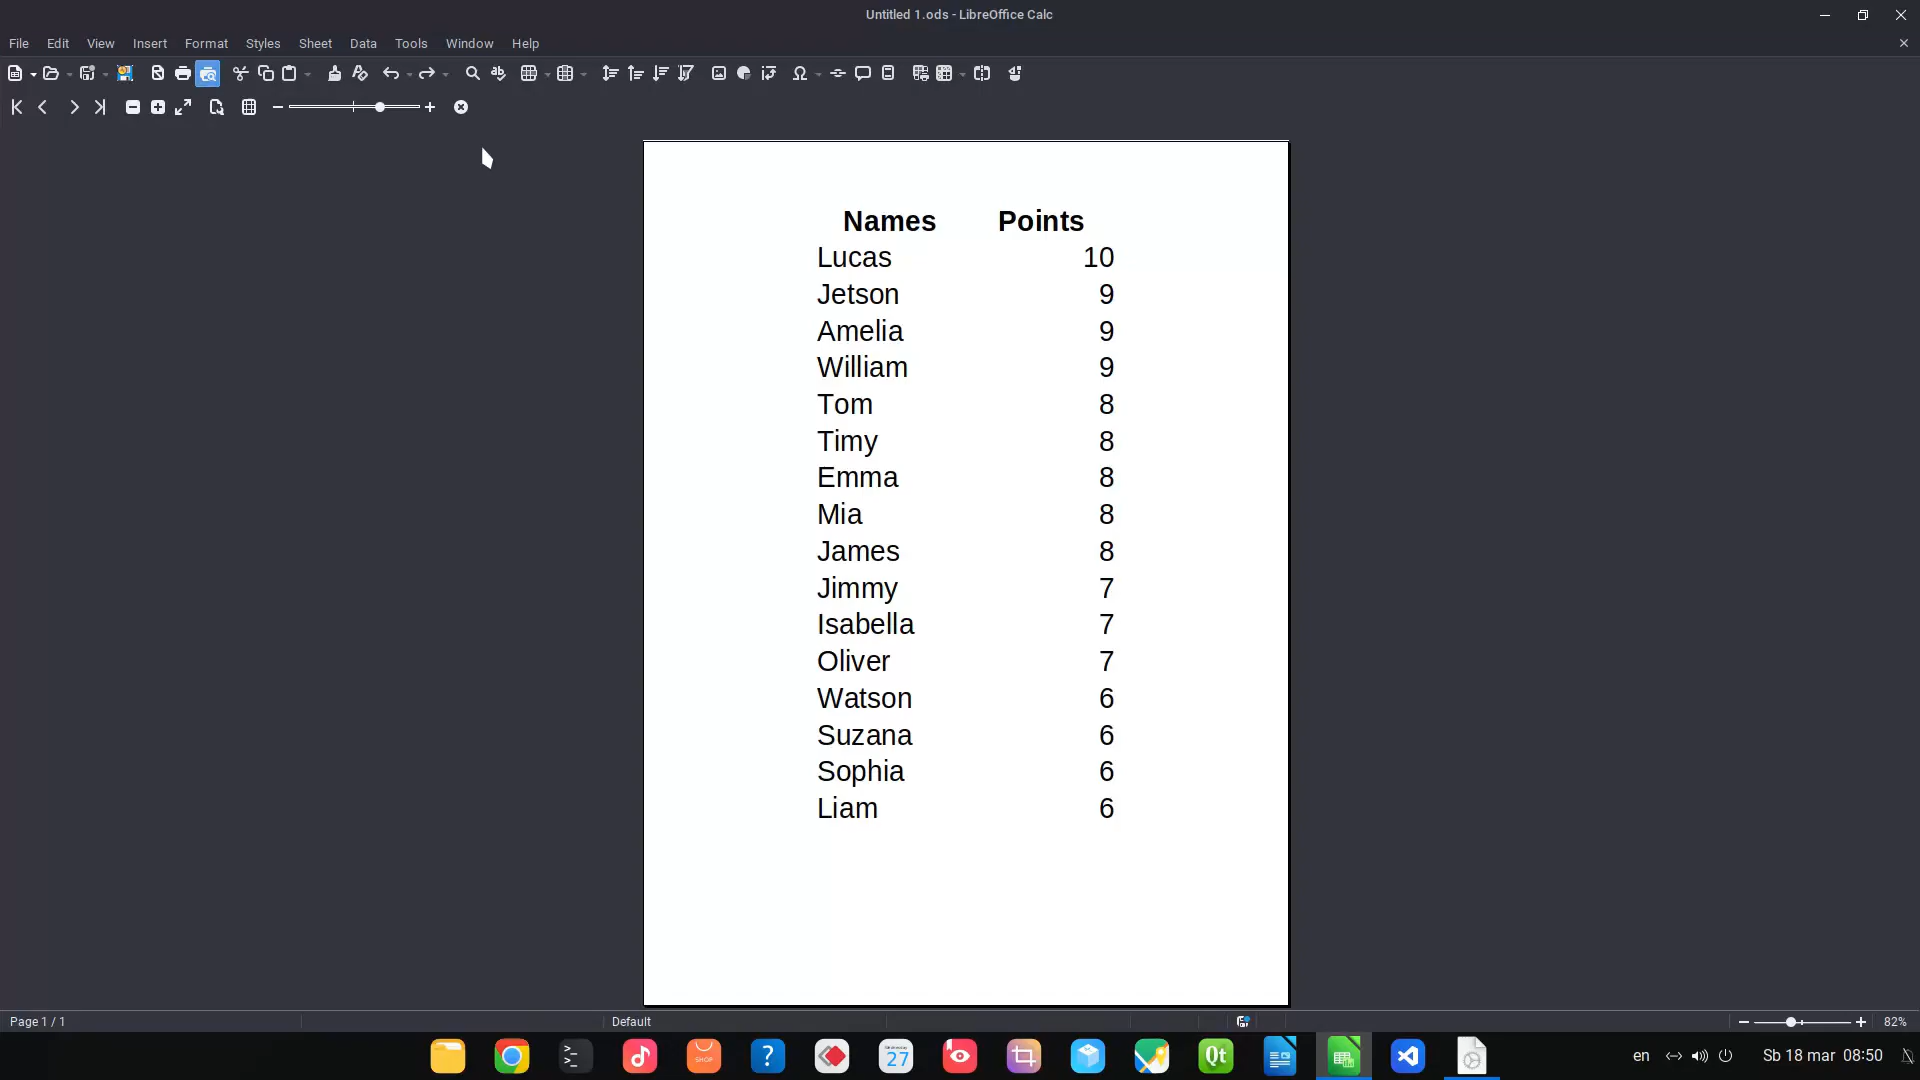 Untitled 1.ods - LibreOffice Calc
File Edit View Insert Format Styles Sheet Data Tools Window Help
Names Points
Lucas 10
Jetson 9
Amelia 9
William 9
Tom 8
Timy 8
Emma 8
Mia 8
James 8
Jimmy 7
Isabella 7
Oliver 7
Watson 6
Suzana 6
Sophia 6
Liam 6
Page 1 / 1 Default 82%
SHOP ? 27 Qt en Sb 18 mar 08:50